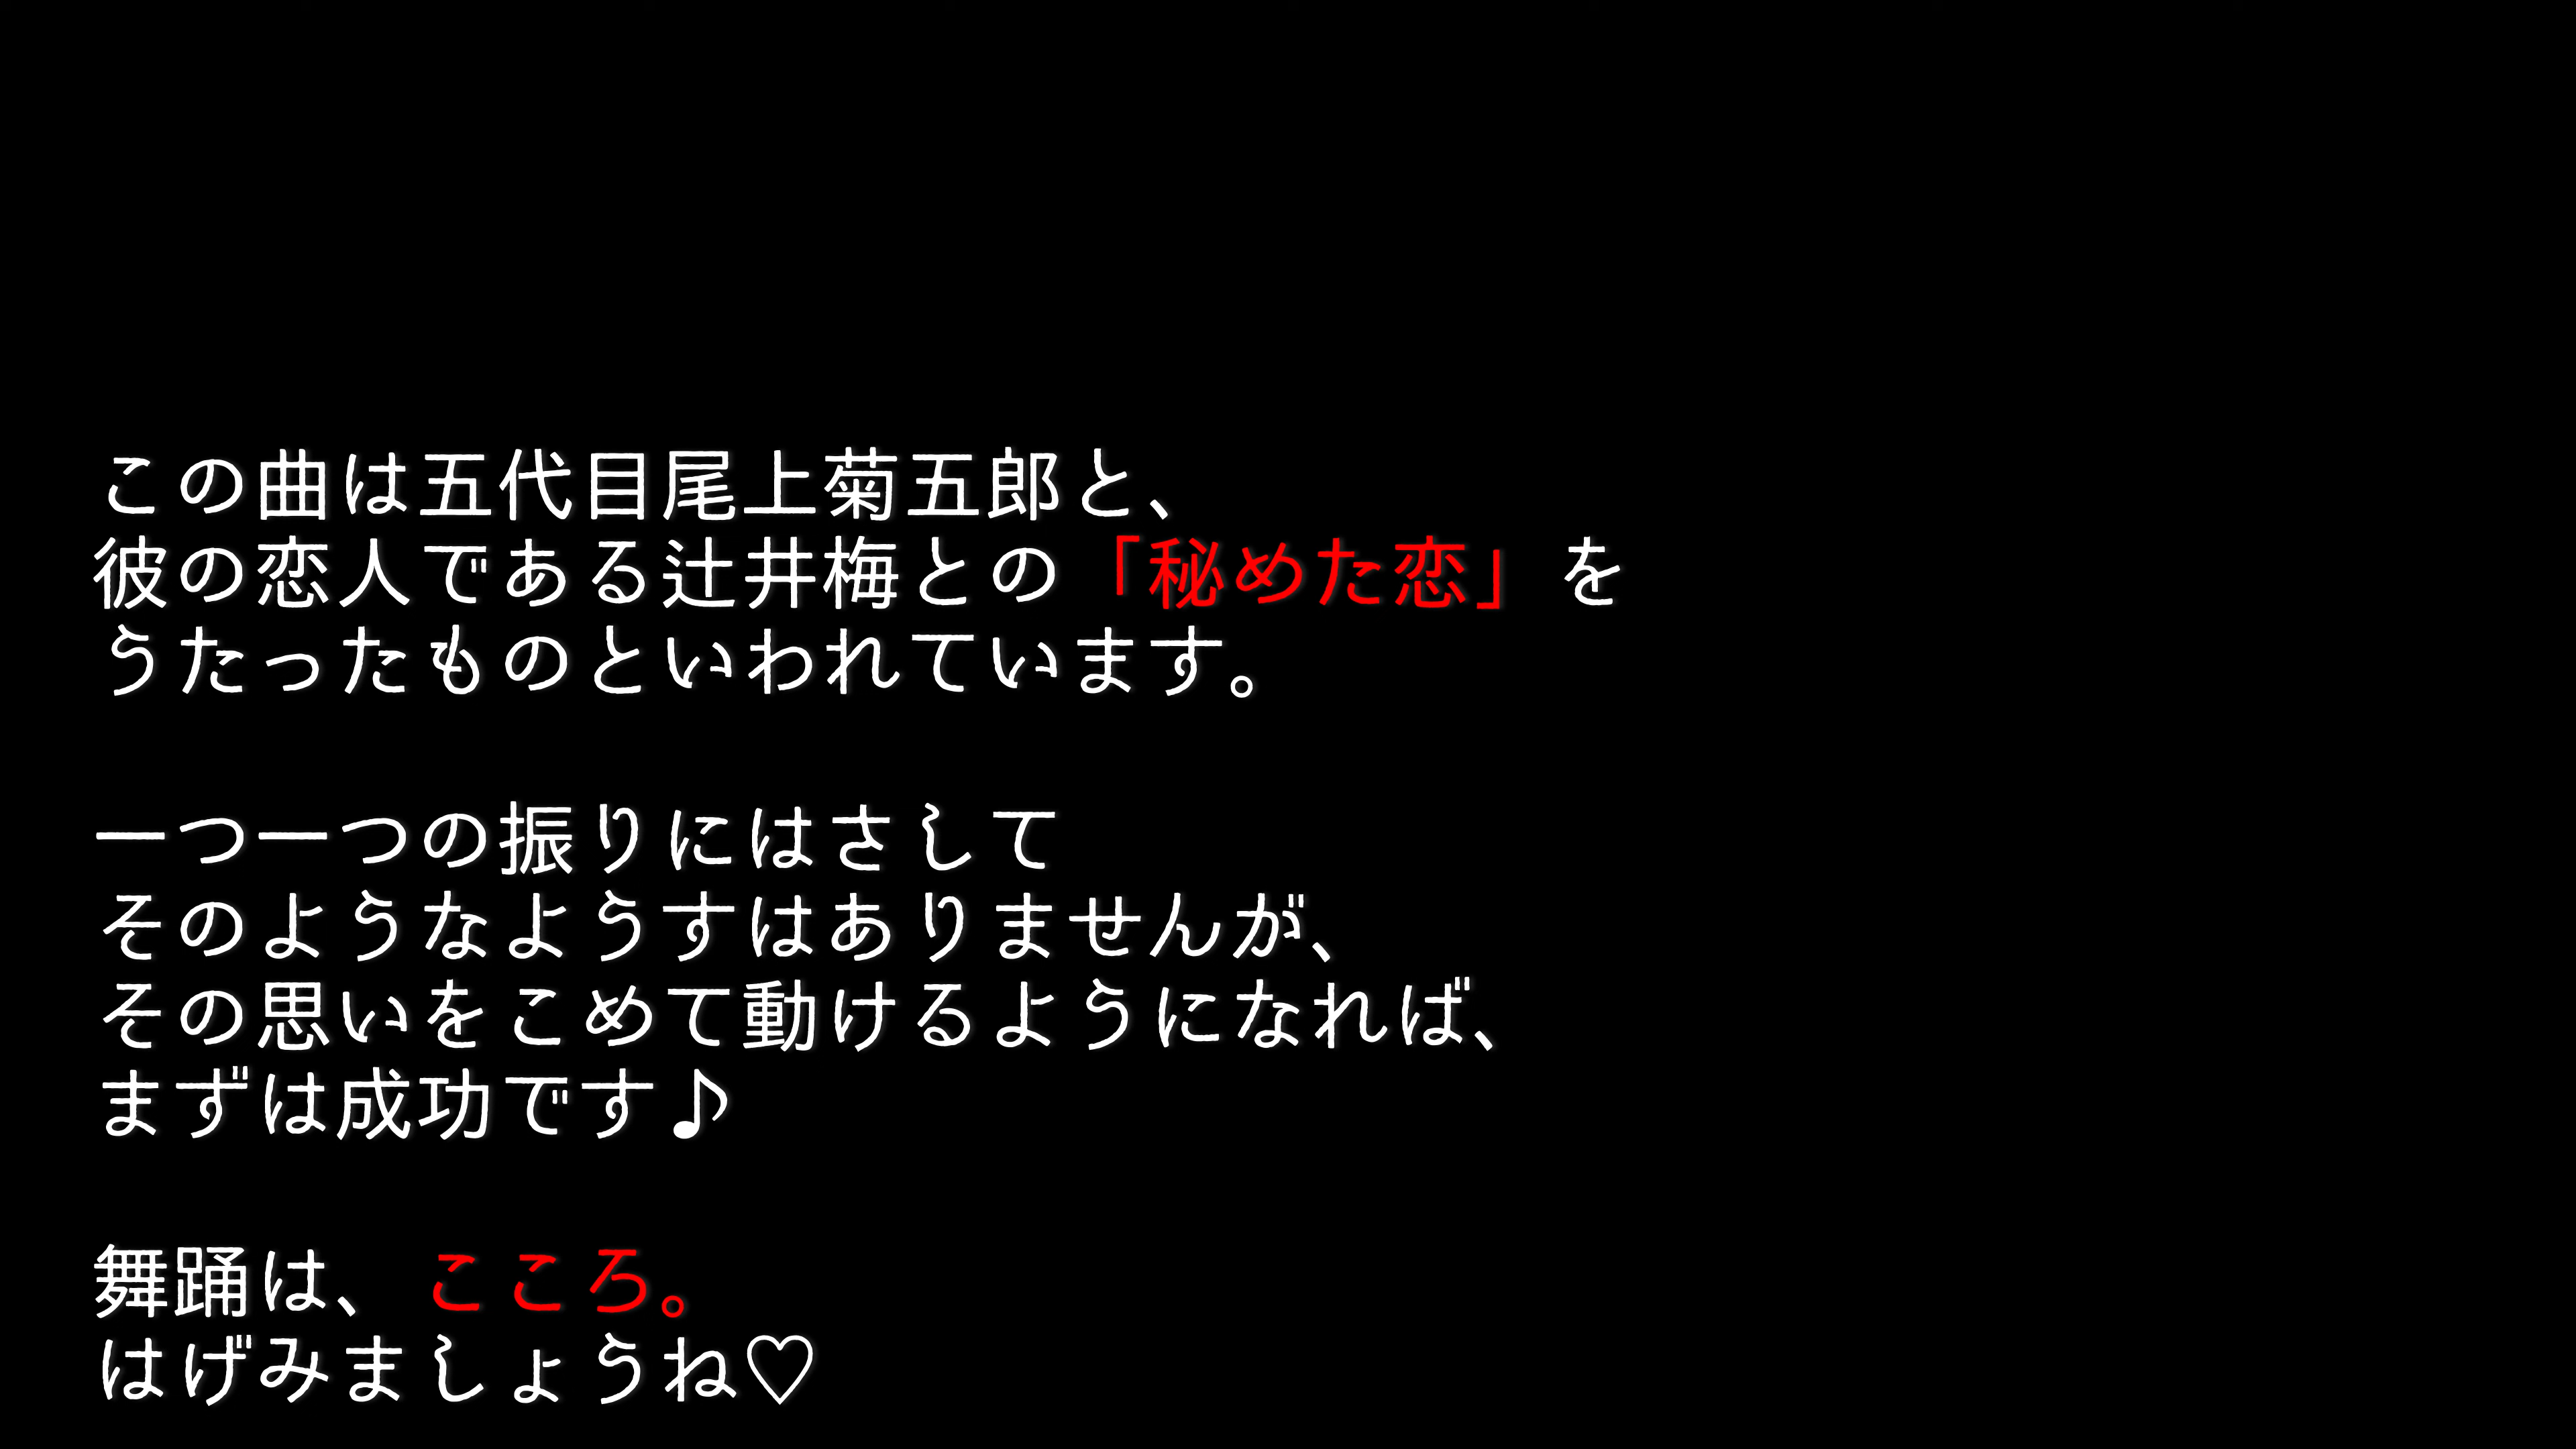 この曲は五代目尾上菊五郎と、
彼の恋人である辻井梅との「秘めた恋」を
うたったものといわれています。
一つ一つの振りにはさして
そのようなようすはありませんが、
その思いをこめて動けるようになれば、
まずは成功です♪
舞踊は、こころ。
はげみましょうね♡